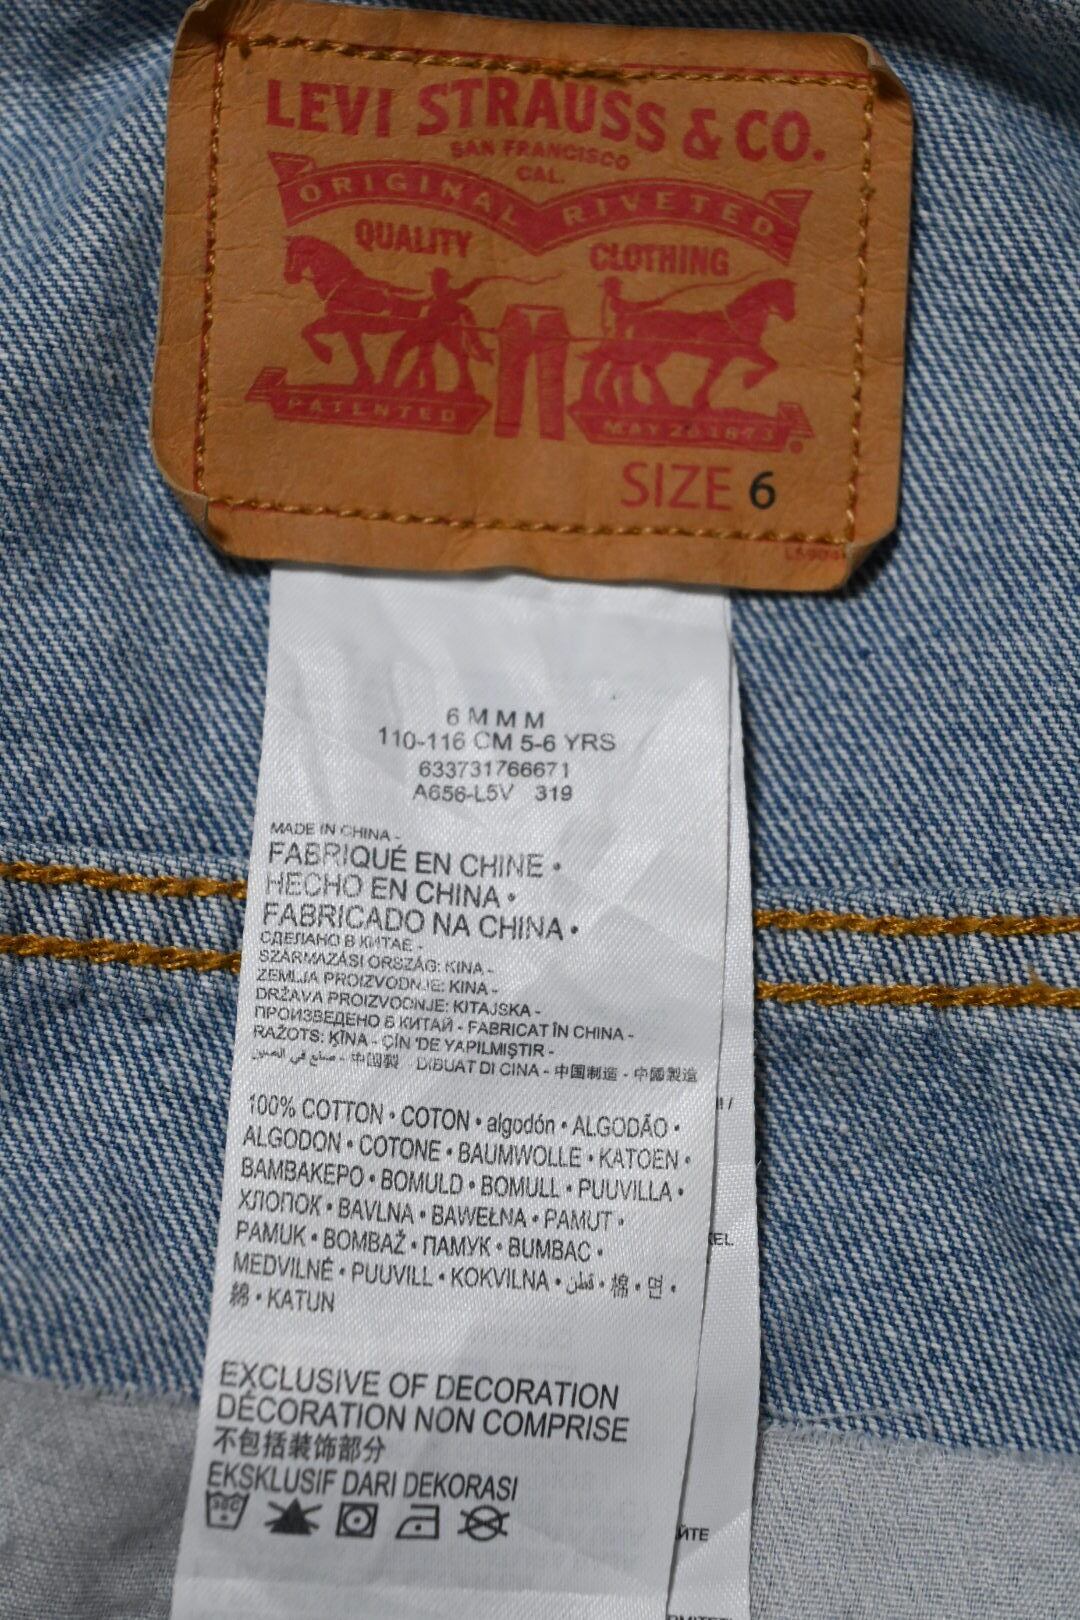 LEVI STRAUSS & CO.
SAN FRANCISCO
CAL.
ORIGINAL RIVETED
QUALITY CLOTHING
PATENTED MAY 20 1873
SIZE 6
6 M M M
110-116 CM 5-6 YRS
633731766671
A656-L5V 319
MADE IN CHINA -
FABRIQUÉ EN CHINE •
HECHO EN CHINA •
FABRICADO NA CHINA •
СДЕЛАНО В КИТАЕ -
SZÁRMAZÁSI ORSZÁG: KÍNA -
ZEMLJA PROIZVODNJE: KINA -
DRŽAVA PROIZVODNJE: KITAJSKA -
ПРОИЗВЕДЕНО В КИТАЙ - FABRICAT ÎN CHINA -
RAŽOTS: ĶĪNA - ÇİN 'DE YAPILMIŞTIR -
صنع في الصين - 中国製 DIBUAT DI CINA - 中国制造 - 中國製造
100% COTTON • COTON • algodón • ALGODÃO •
ALGODON • COTONE • BAUMWOLLE • KATOEN •
ΒΑΜΒΑΚΕΡΟ • BOMULD • BOMULL • PUUVILLA •
ХЛОПОК • BAVLNA • BAWEŁNA • PAMUT •
PAMUK • BOMBAŽ • ПАМУК • BUMBAC •
MEDVILNĖ • PUUVILL • KOKVILNA • قطن • 棉 • 면 •
綿 • KATUN
EXCLUSIVE OF DECORATION
DÉCORATION NON COMPRISE
不包括装饰部分
EKSKLUSIF DARI DEKORASI